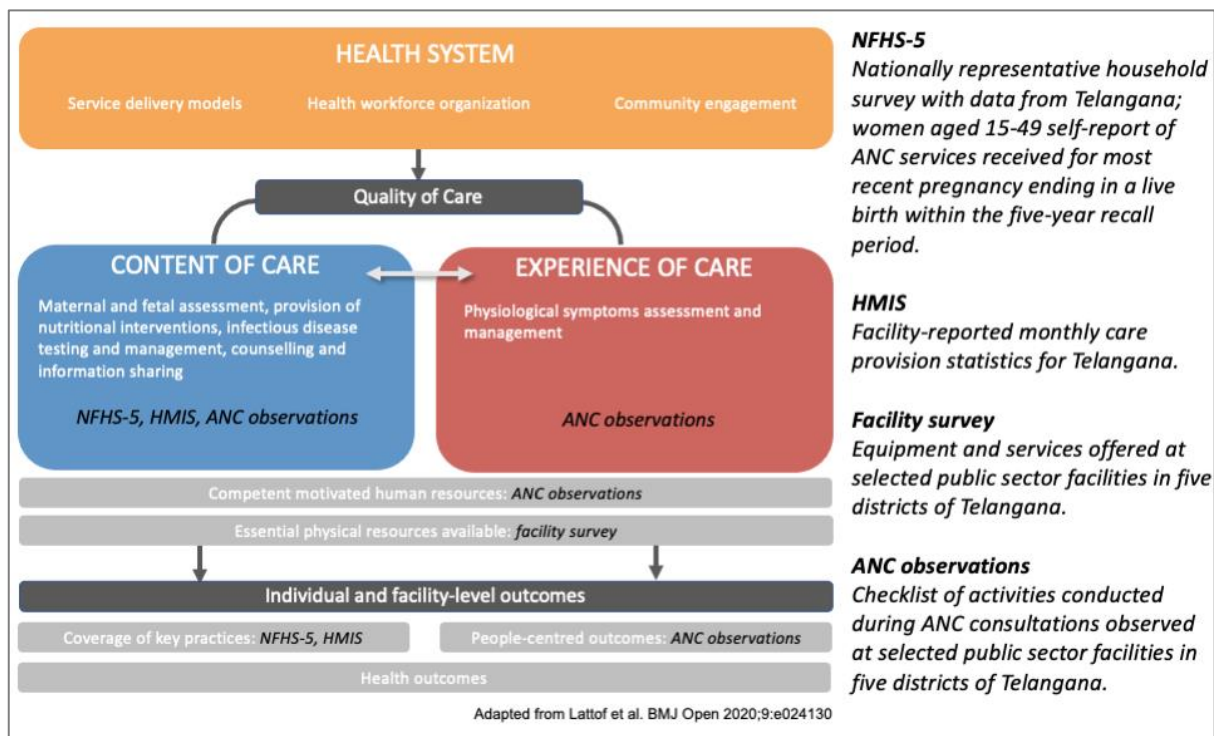 HEALTH SYSTEM
Service delivery models
Health workforce organization
Community engagement
Quality of Care
CONTENT OF CARE
Maternal and fetal assessment, provision of
nutritional interventions, infectious disease
testing and management, counselling and
information sharing
NFHS-5, HMIS, ANC observations
EXPERIENCE OF CARE
Physiological symptoms assessment and
management
ANC observations
Competent motivated human resources: ANC observations
Essential physical resources available: facility survey
Individual and facility-level outcomes
Coverage of key practices: NFHS-5, HMIS
People-centred outcomes: ANC observations
Health outcomes
Adapted from Lattof et al. BMJ Open 2020;9:e024130
NFHS-5
Nationally representative household
survey with data from Telangana;
women aged 15-49 self-report of
ANC services received for most
recent pregnancy ending in a live
birth within the five-year recall
period.
HMIS
Facility-reported monthly care
provision statistics for Telangana.
Facility survey
Equipment and services offered at
selected public sector facilities in five
districts of Telangana.
ANC observations
Checklist of activities conducted
during ANC consultations observed
at selected public sector facilities in
five districts of Telangana.